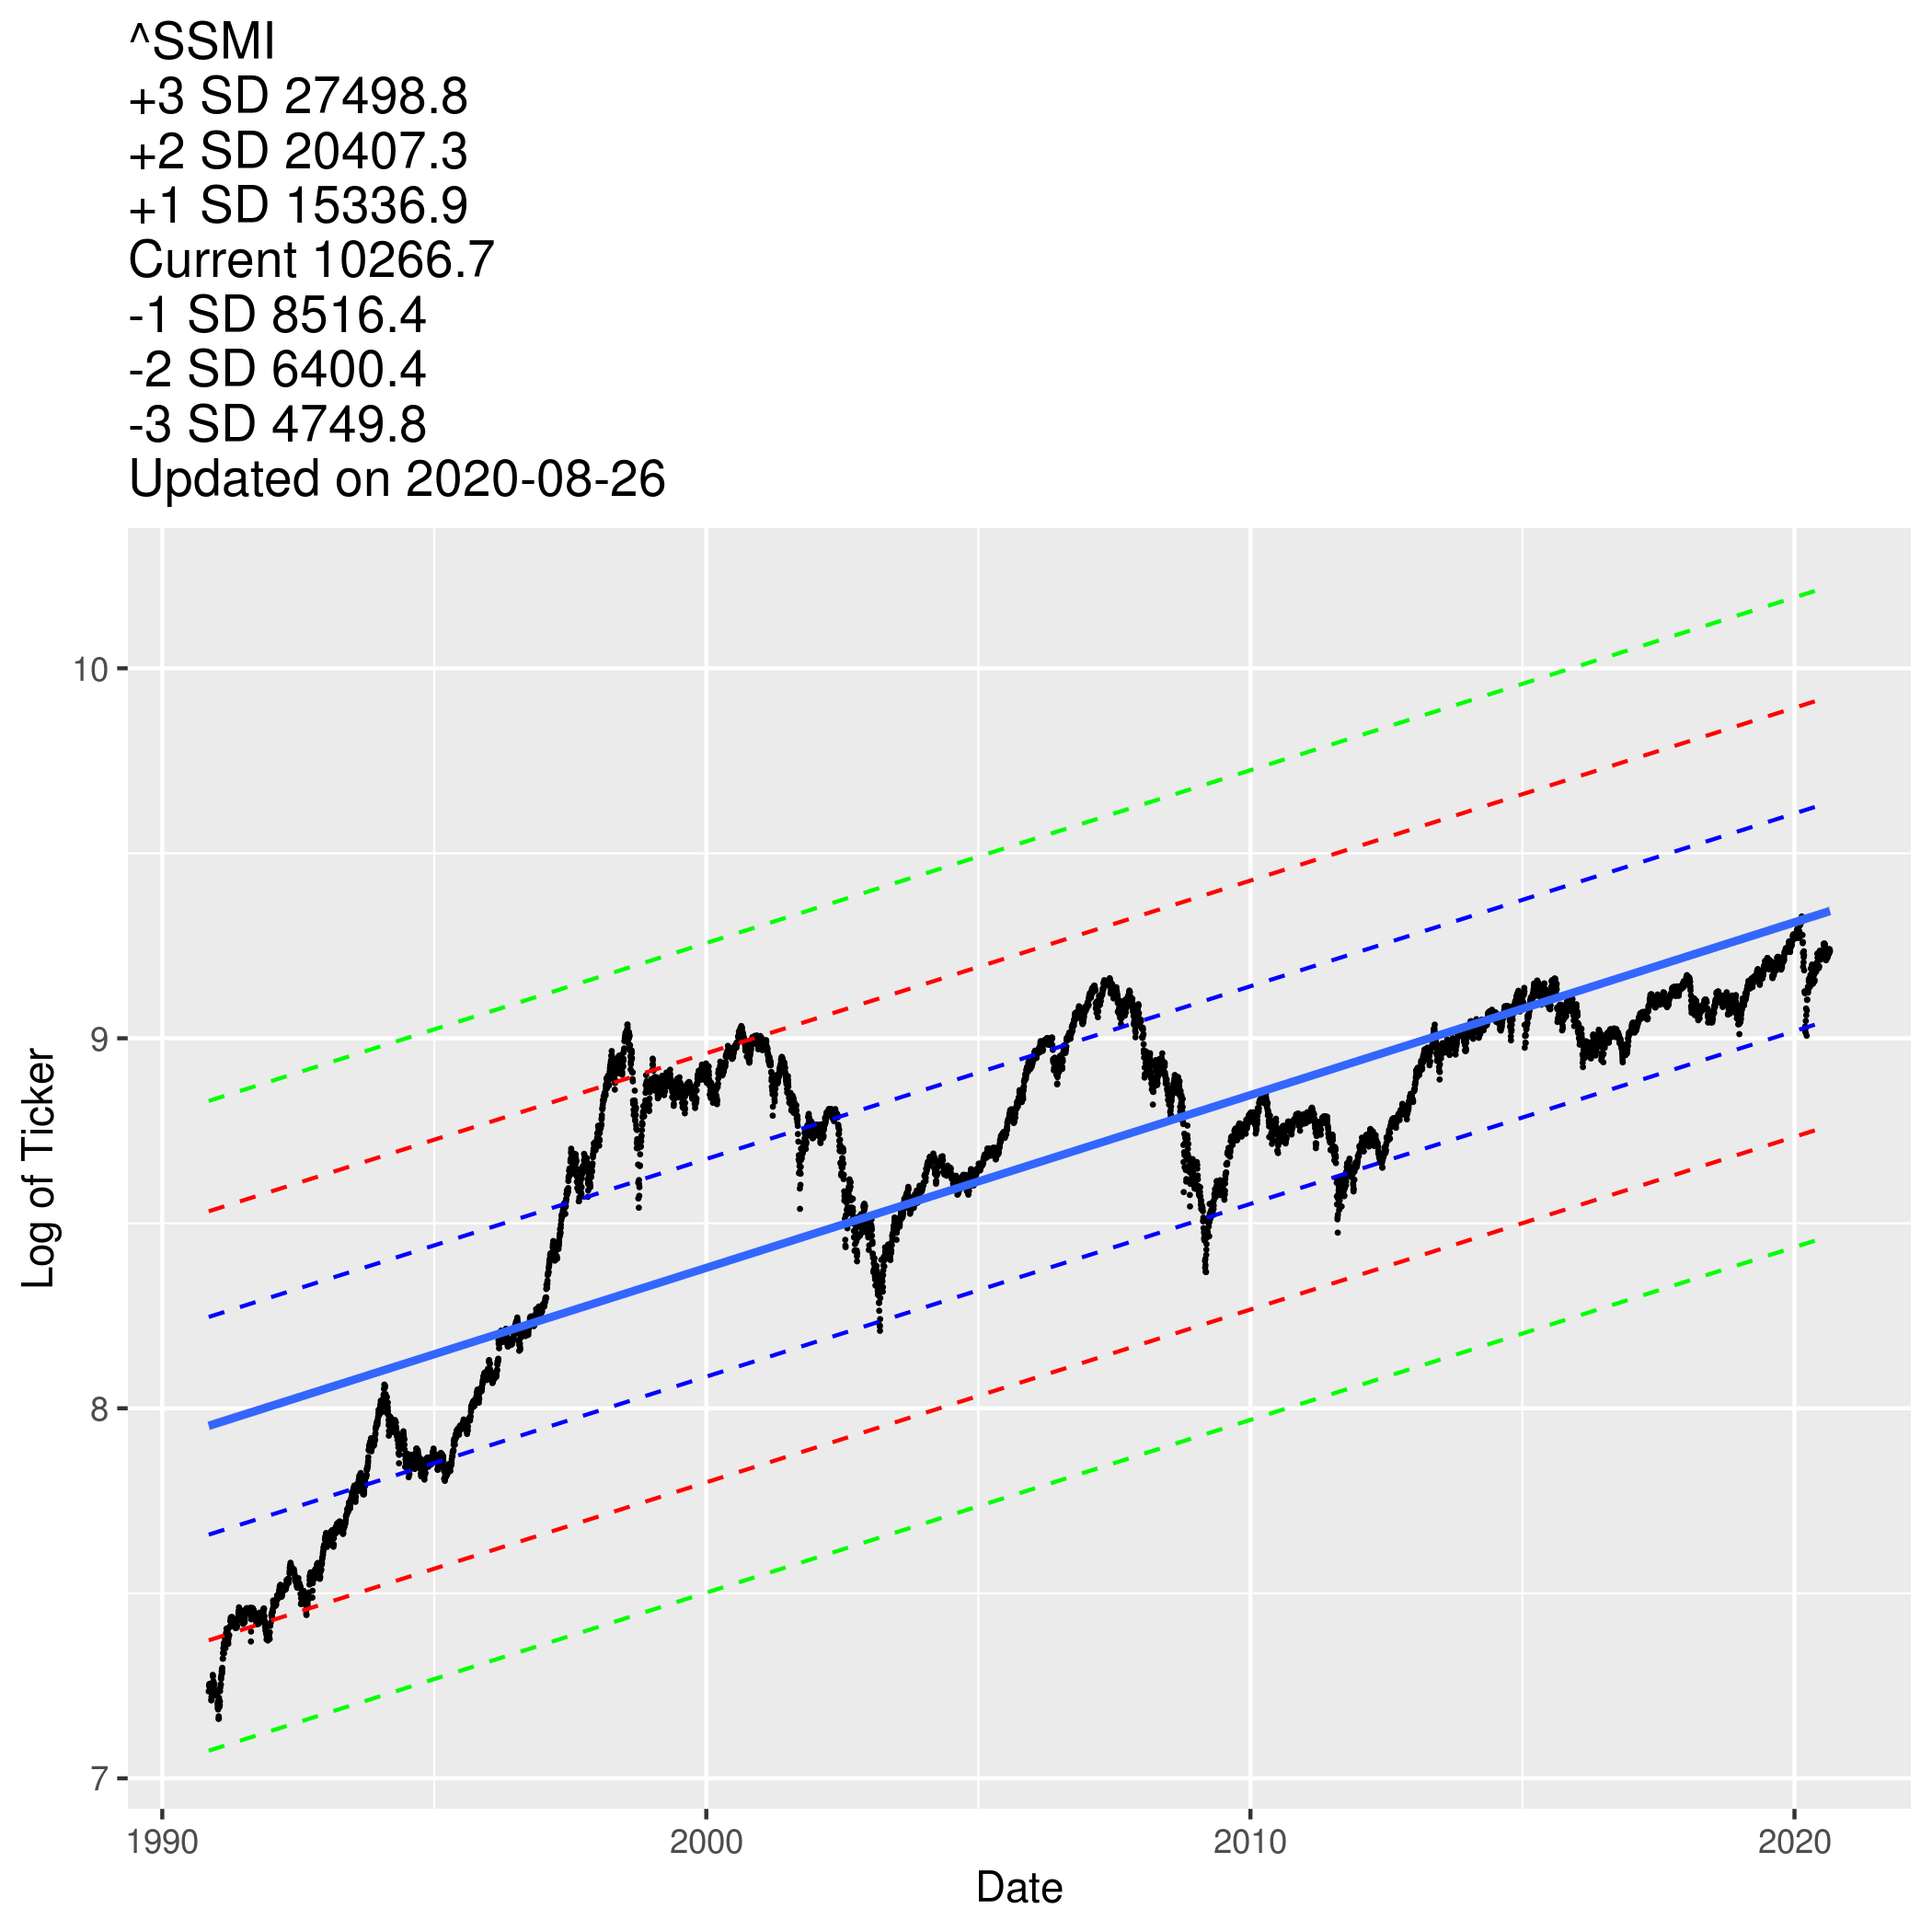 ^SSMI
+3 SD 27498.8
+2 SD 20407.3
+1 SD 15336.9
Current 10266.7
-1 SD 8516.4
-2 SD 6400.4
-3 SD 4749.8
Updated on 2020-08-26
10
9
8
7
Log of Ticker
1990 2000 2010 2020
Date